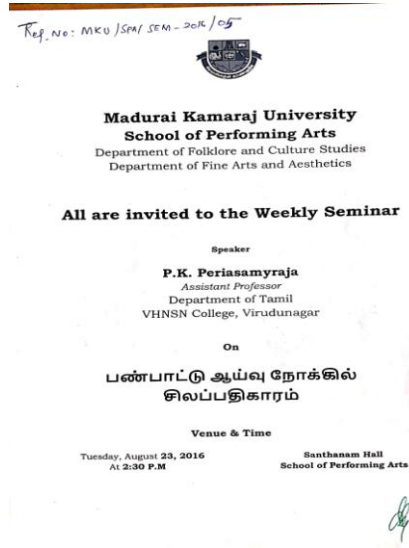 Ref. No: MKU/SPA/SEM-2016/05
Madurai Kamaraj University
School of Performing Arts
Department of Folklore and Culture Studies
Department of Fine Arts and Aesthetics
All are invited to the Weekly Seminar
Speaker
P.K. Periasamyraja
Assistant Professor
Department of Tamil
VHNSN College, Virudunagar
On
பண்பாட்டு ஆய்வு நோக்கில்
சிலப்பதிகாரம்
Venue & Time
Tuesday, August 23, 2016 Santhanam Hall
At 2:30 P.M School of Performing Arts